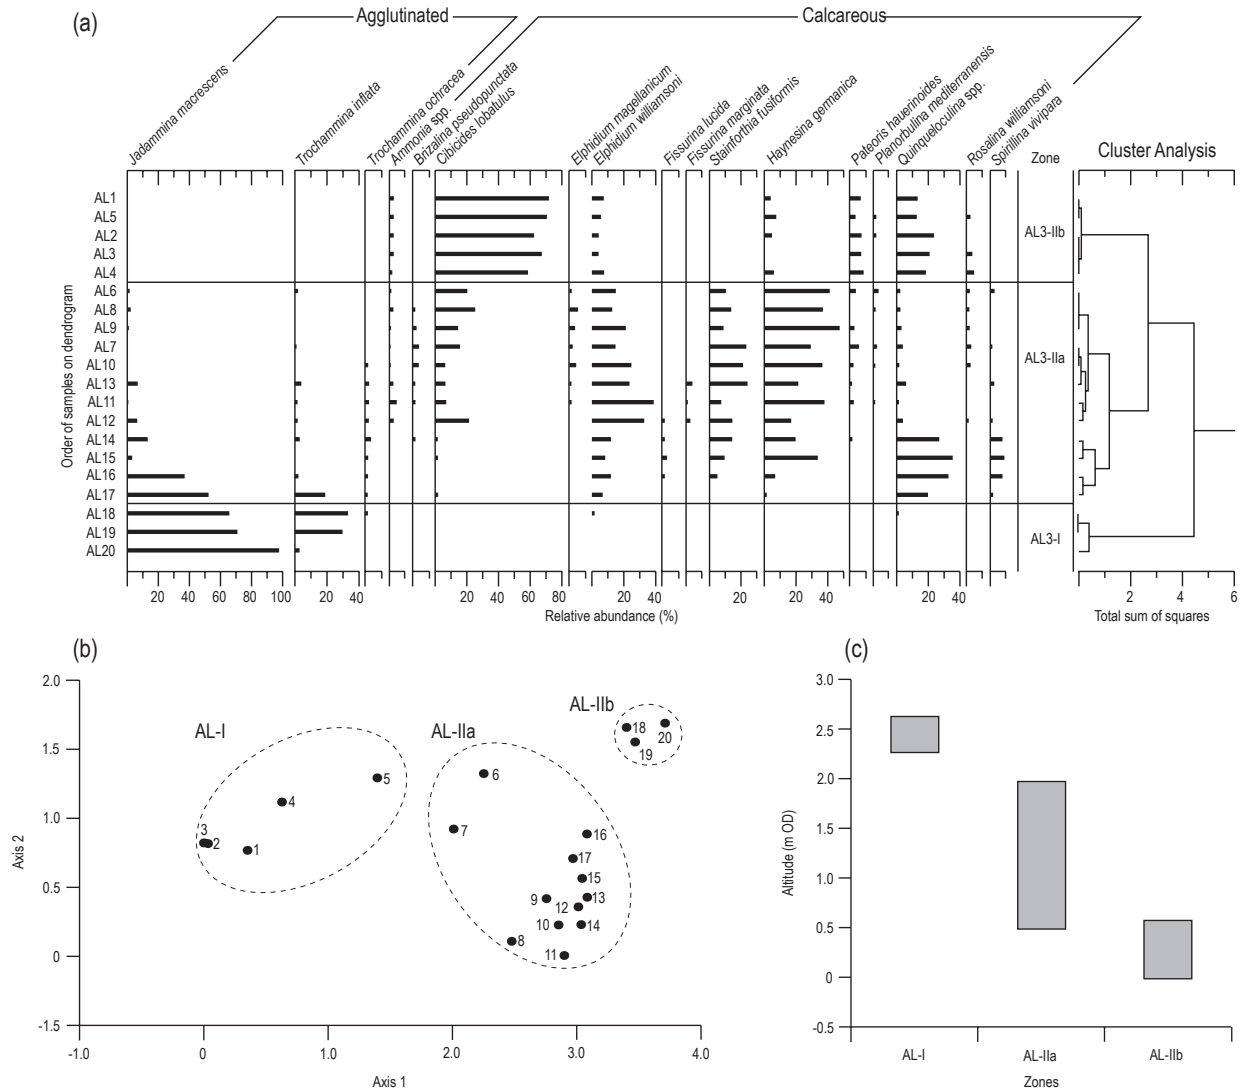 (a)
Agglutinated
Calcareous
Jadammina macrescens
Trochammina inflata
Trochammina ochracea
Ammonia spp.
Brizalina pseudopunctata
Cibicides lobatulus
Elphidium magellanicum
Elphidium williamsoni
Fissurina lucida
Fissurina marginata
Stainforthia fusiformis
Haynesina germanica
Pateoris hauerinoides
Planorbulina mediterranensis
Quinqueloculina spp.
Rosalina williamsoni
Spirillina vivipara
Zone
Cluster Analysis
0 2 4 6
Order of samples on dendrogram
AL1
AL5
AL2
AL3
AL4
AL6
AL8
AL9
AL7
AL10
AL13
AL11
AL12
AL14
AL15
AL16
AL17
AL18
AL19
AL20
AL3-IIb
AL3-IIa
AL3-I
20 40 60 80 100 20 40 20 40 60 80 20 40 20 20 40 20 40 2 4 6
Relative abundance (%)
Total sum of squares
(b)
2.0
1.5
1.0
0.5
0
-1.5
Axis 2
-1.0 0 2.0 3.0 4.0
Axis 1
AL-I
AL-IIa
AL-IIb
18
20
19
5
6
4
3
2
1
7
16
17
15
13
9
12
10
14
8
11
(c)
3.0
2.5
2.0
1.5
1.0
0.5
0
-0.5
Altitude (m OD)
AL-I AL-IIa AL-IIb
Zones